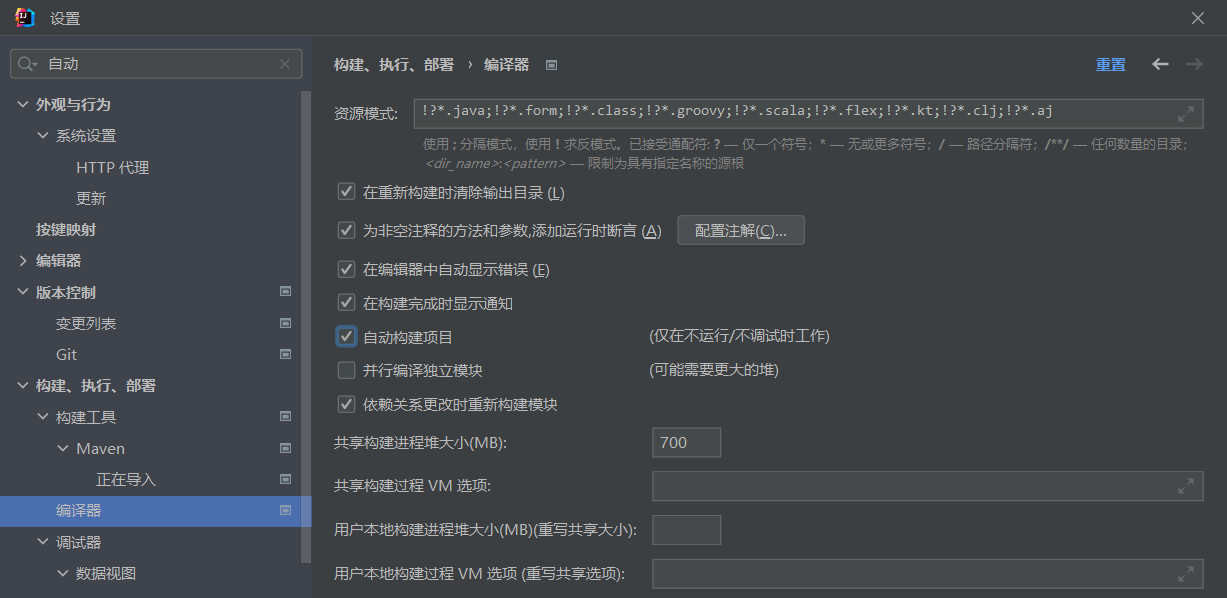 设置
自动
外观与行为
系统设置
HTTP 代理
更新
按键映射
编辑器
版本控制
变更列表
Git
构建、执行、部署
构建工具
Maven
正在导入
编译器
调试器
数据视图
构建、执行、部署 › 编译器
重置
资源模式: !?*.java;!?*.form;!?*.class;!?*.groovy;!?*.scala;!?*.flex;!?*.kt;!?*.clj;!?*.aj
使用 ; 分隔模式，使用 ! 求反模式。已接受通配符: ? — 仅一个符号；* — 无或更多符号；/ — 路径分隔符；/**/ — 任何数量的目录；
<dir_name>:<pattern> — 限制为具有指定名称的源根
在重新构建时清除输出目录 (L)
为非空注释的方法和参数,添加运行时断言 (A) 配置注解(C)...
在编辑器中自动显示错误 (E)
在构建完成时显示通知
自动构建项目 (仅在不运行/不调试时工作)
并行编译独立模块 (可能需要更大的堆)
依赖关系更改时重新构建模块
共享构建进程堆大小(MB): 700
共享构建过程 VM 选项:
用户本地构建进程堆大小(MB)(重写共享大小):
用户本地构建过程 VM 选项 (重写共享选项):